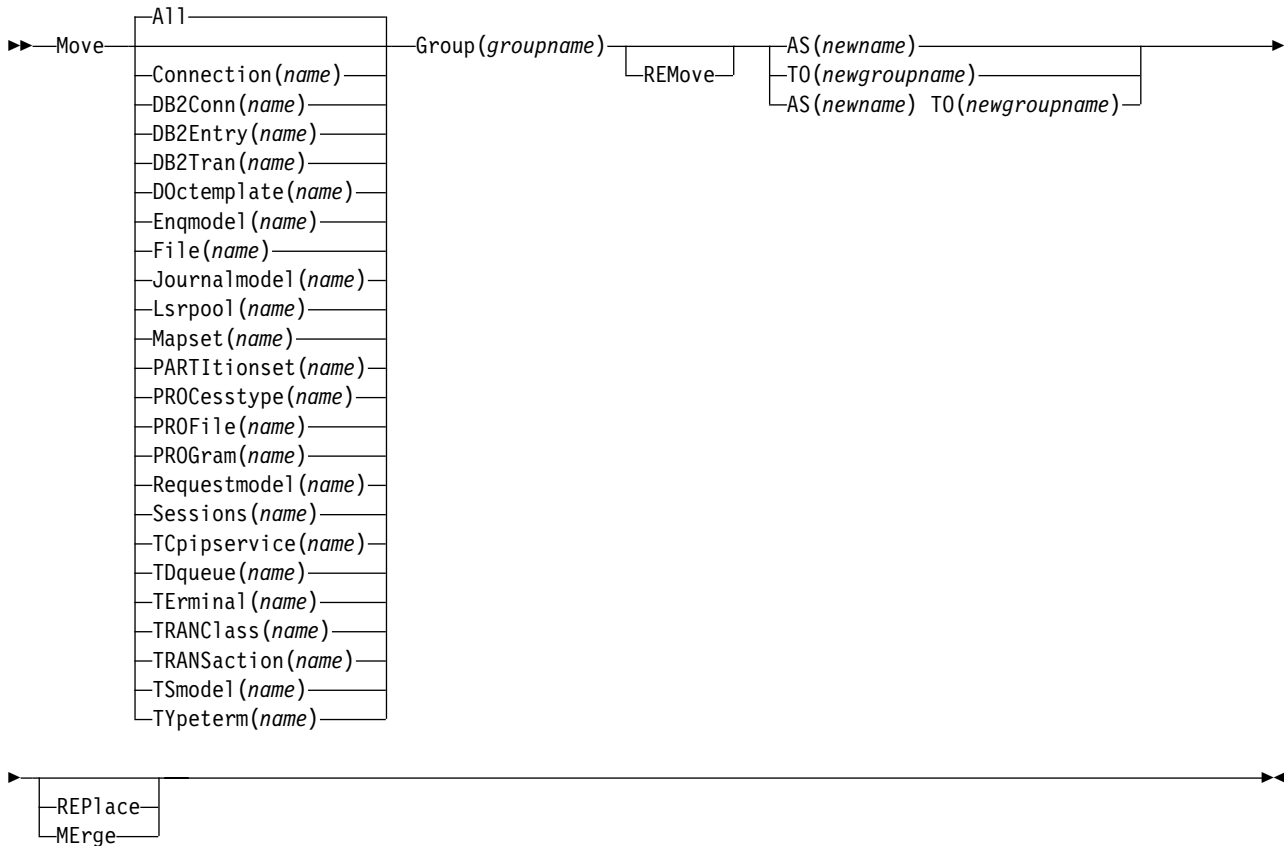 All
Move Group(groupname) AS(newname)
REMove
Connection(name) TO(newgroupname)
DB2Conn(name) AS(newname) TO(newgroupname)
DB2Entry(name)
DB2Tran(name)
DOctemplate(name)
Enqmodel(name)
File(name)
Journalmodel(name)
Lsrpool(name)
Mapset(name)
PARTItionset(name)
PROCesstype(name)
PROFile(name)
PROGram(name)
Requestmodel(name)
Sessions(name)
TCpipservice(name)
TDqueue(name)
TErminal(name)
TRANClass(name)
TRANSaction(name)
TSmodel(name)
TYpeterm(name)
REPlace
MErge